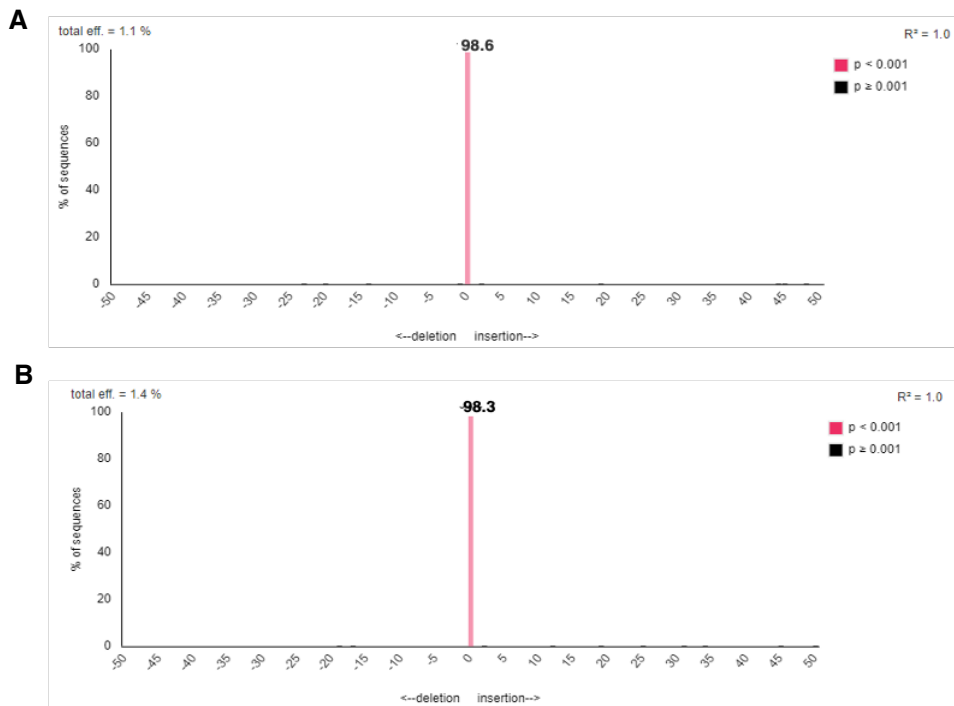 A
total eff. = 1.1 %
R² = 1.0
98.6
p < 0.001
p ≥ 0.001
% of sequences
100
80
60
40
20
0
-50 -45 -40 -35 -30 -25 -20 -15 -10 -5 0 5 10 15 20 25 30 35 40 45 50
<--deletion insertion-->
B
total eff. = 1.4 %
R² = 1.0
98.3
p < 0.001
p ≥ 0.001
% of sequences
100
80
60
40
20
0
-50 -45 -40 -35 -30 -25 -20 -15 -10 -5 0 5 10 15 20 25 30 35 40 45 50
<--deletion insertion-->